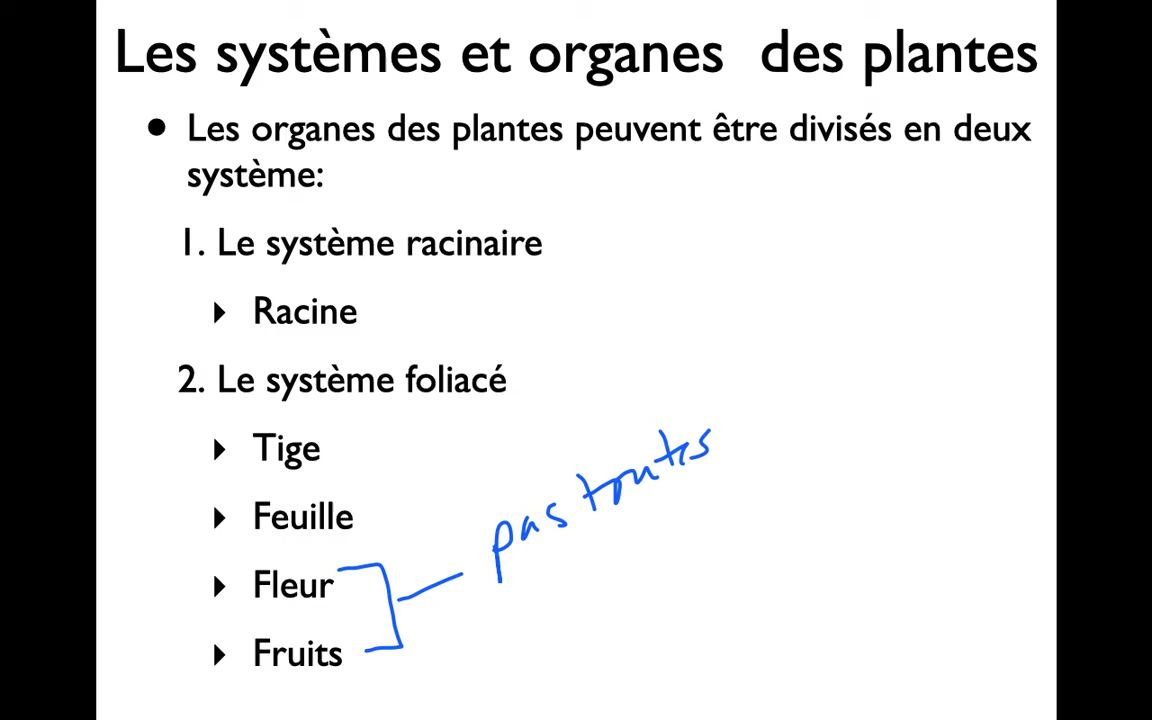 Les systèmes et organes des plantes
• Les organes des plantes peuvent être divisés en deux
système:
1. Le système racinaire
‣ Racine
2. Le système foliacé
‣ Tige
‣ Feuille
‣ Fleur
‣ Fruits
pas toutes